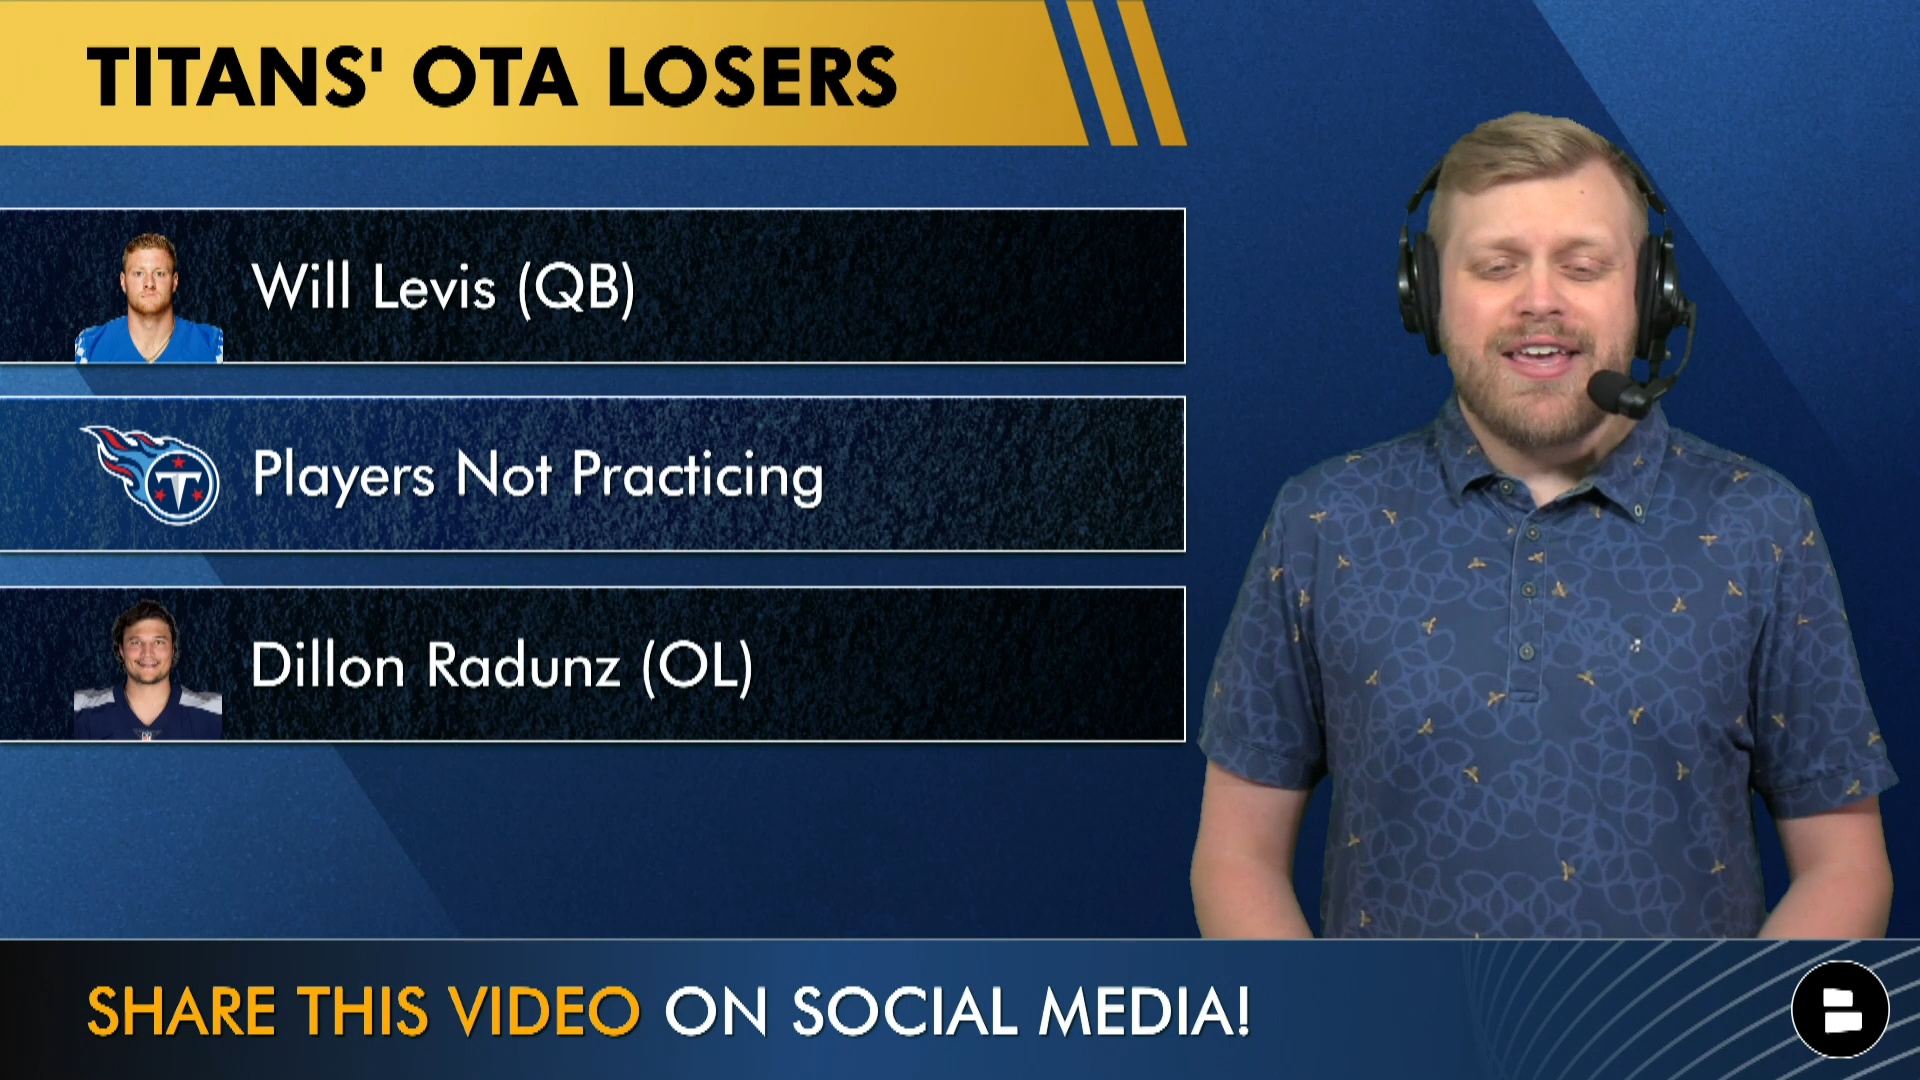 TITANS' OTA LOSERS
Will Levis (QB)
Players Not Practicing
Dillon Radunz (OL)
SHARE THIS VIDEO ON SOCIAL MEDIA!